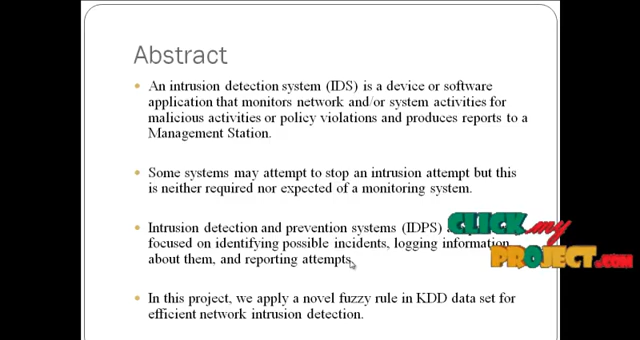 Abstract
An intrusion detection system (IDS) is a device or software
application that monitors network and/or system activities for
malicious activities or policy violations and produces reports to a
Management Station.
Some systems may attempt to stop an intrusion attempt but this
is neither required nor expected of a monitoring system.
Intrusion detection and prevention systems (IDPS)
focused on identifying possible incidents, logging information
about them, and reporting attempts.
In this project, we apply a novel fuzzy rule in KDD data set for
efficient network intrusion detection.
CLICK my
PROJECT.COM